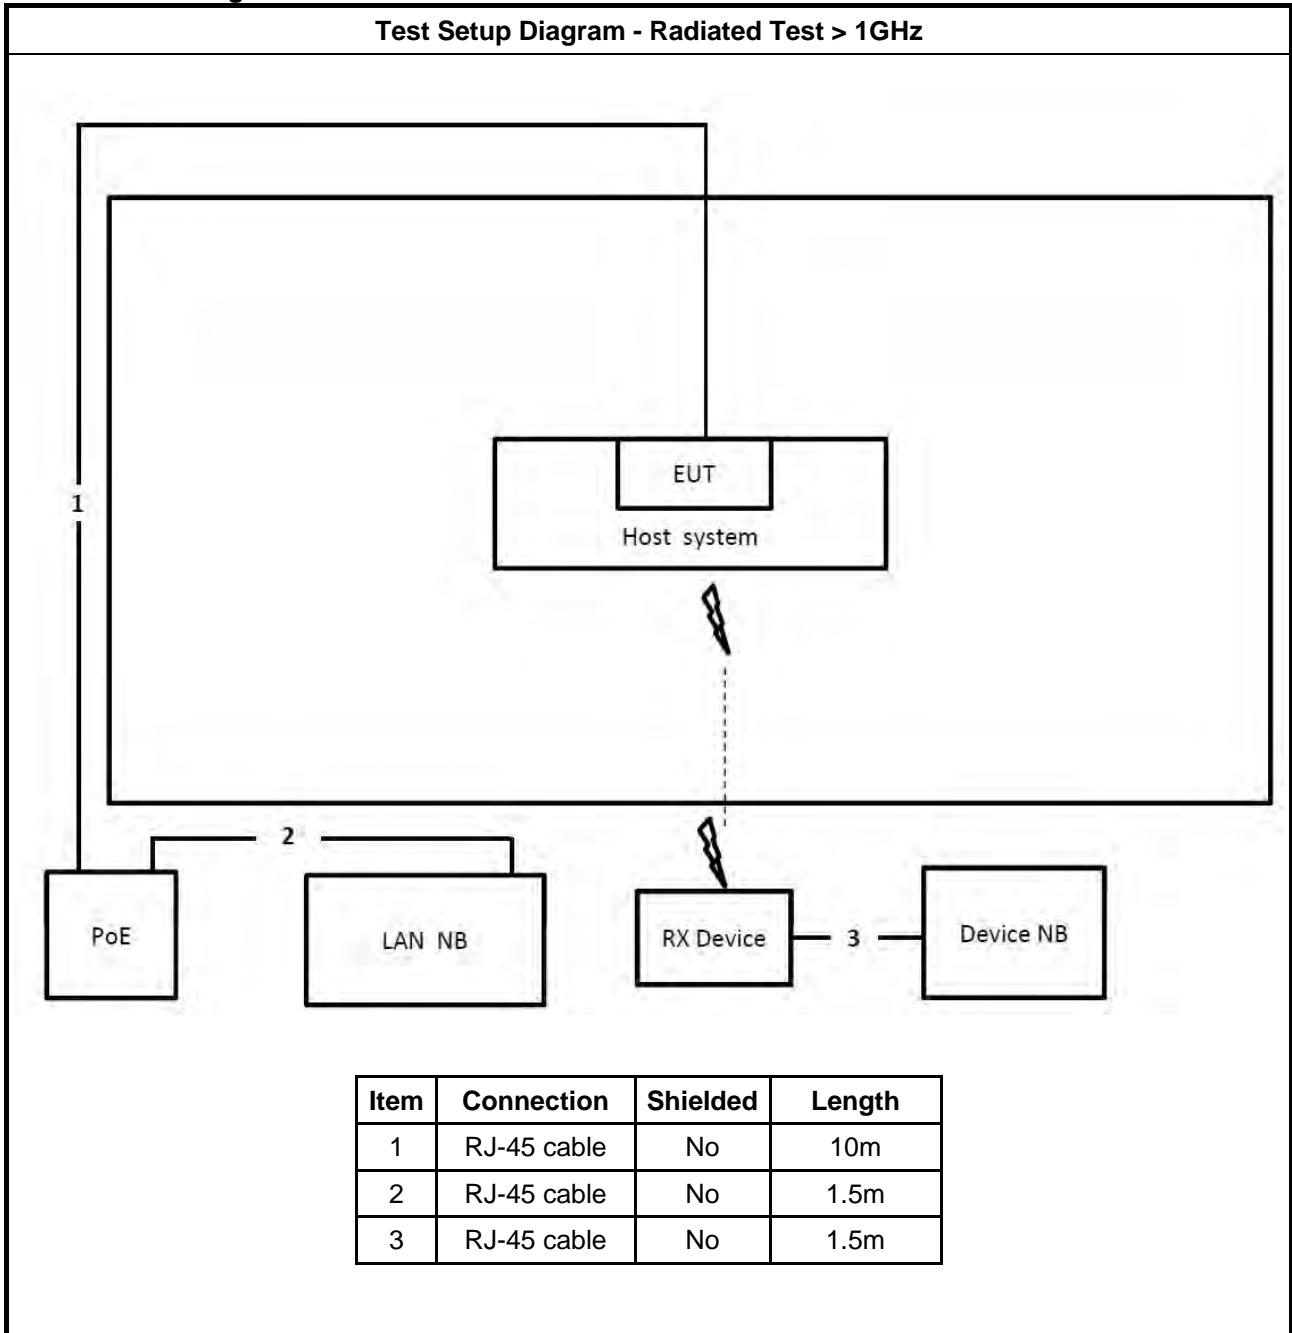 Test Setup Diagram - Radiated Test > 1GHz
1
EUT
Host system
2
PoE
LAN NB
RX Device
3
Device NB
Item Connection Shielded Length
1 RJ-45 cable No 10m
2 RJ-45 cable No 1.5m
3 RJ-45 cable No 1.5m